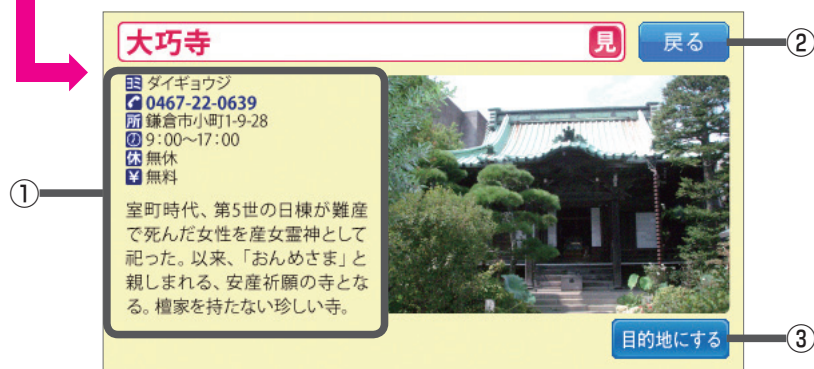 大巧寺
見
戻る
②
ヨミ ダイギョウジ
0467-22-0639
所 鎌倉市小町1-9-28
9:00〜17:00
休 無休
¥ 無料
①
室町時代、第5世の日棟が難産
で死んだ女性を産女霊神として
祀った。以来、「おんめさま」と
親しまれる、安産祈願の寺とな
る。檀家を持たない珍しい寺。
目的地にする
③